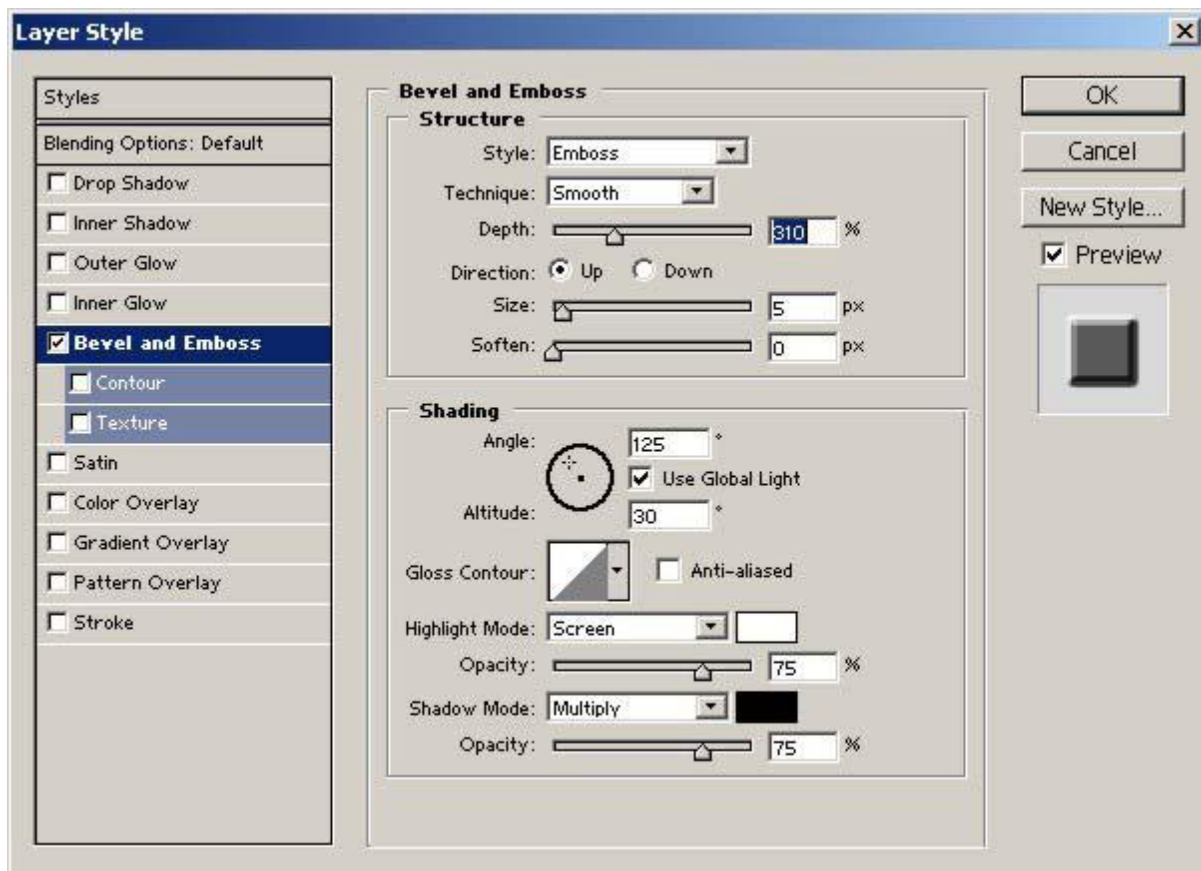 Layer Style
Styles
Blending Options: Default
Drop Shadow
Inner Shadow
Outer Glow
Inner Glow
Bevel and Emboss
Contour
Texture
Satin
Color Overlay
Gradient Overlay
Pattern Overlay
Stroke
Bevel and Emboss
Structure
Style: Emboss
Technique: Smooth
Depth: 310 %
Direction: Up Down
Size: 5 px
Soften: 0 px
Shading
Angle: 125 °
Use Global Light
Altitude: 30 °
Gloss Contour: Anti-aliased
Highlight Mode: Screen
Opacity: 75 %
Shadow Mode: Multiply
Opacity: 75 %
OK
Cancel
New Style...
Preview